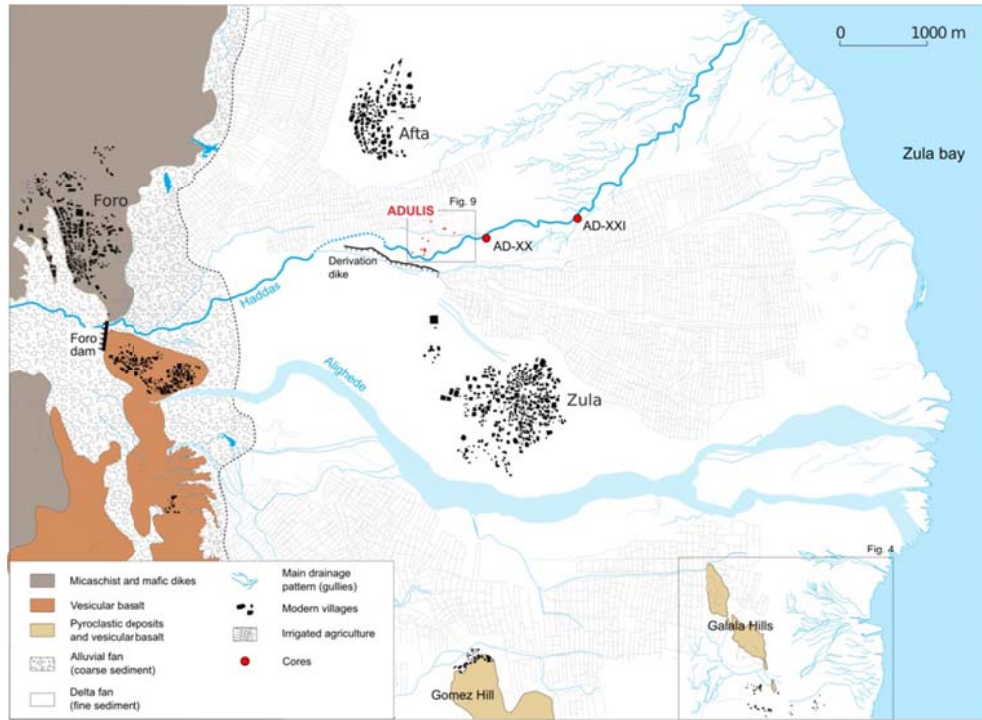 0 1000 m
Zula bay
Afta
Foro
Fig. 9
ADULIS
AD-XXI
AD-XX
Derivation
dike
Haddas
Foro
dam
Alighede
Zula
Fig. 4
Galala Hills
Gomez Hill
Micaschist and mafic dikes
Vesicular basalt
Pyroclastic deposits
and vesicular basalt
Alluvial fan
(coarse sediment)
Delta fan
(fine sediment)
Main drainage
pattern (gullies)
Modern villages
Irrigated agriculture
Cores